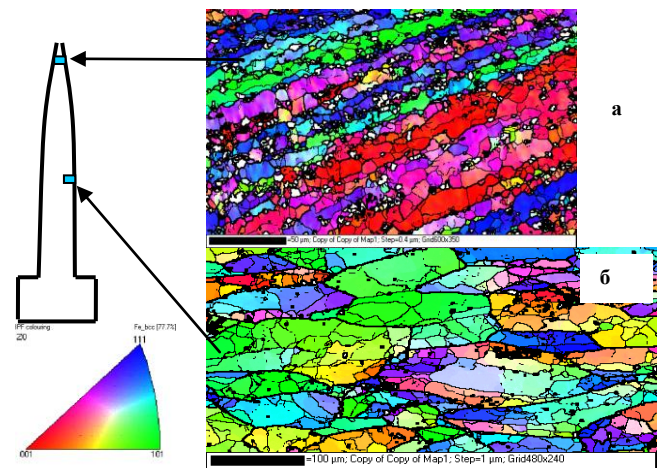 а
=50 µm; Copy of Copy of Map1; Step=0.4 µm; Grid600x350
б
IPF colouring
Fe_bcc [77.7%]
111
001
101
=100 µm; Copy of Copy of Map1; Step=1 µm; Grid480x240